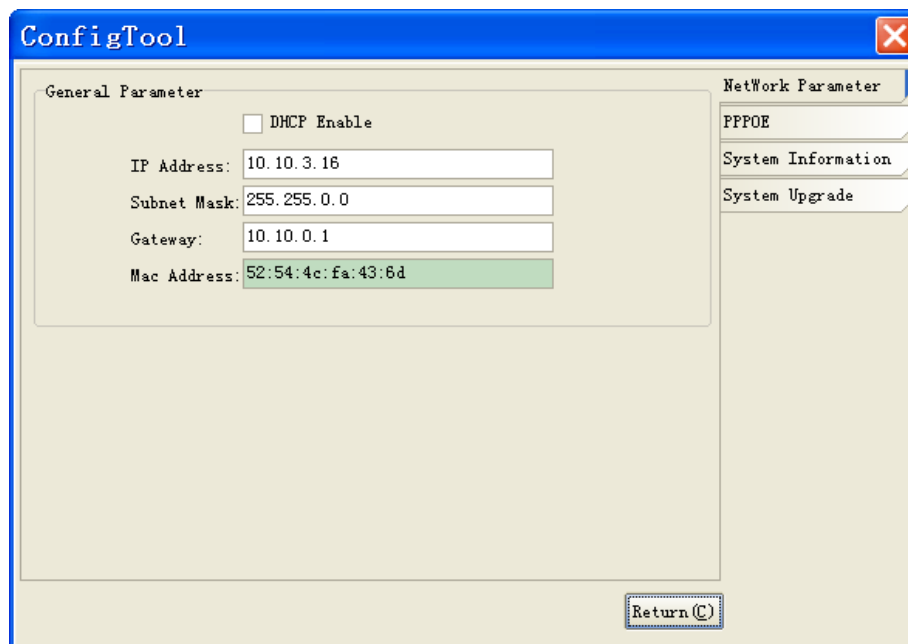 ConfigTool
General Parameter
DHCP Enable
IP Address: 10.10.3.16
Subnet Mask: 255.255.0.0
Gateway: 10.10.0.1
Mac Address: 52:54:4c:fa:43:6d
NetWork Parameter
PPPOE
System Information
System Upgrade
Return(C)